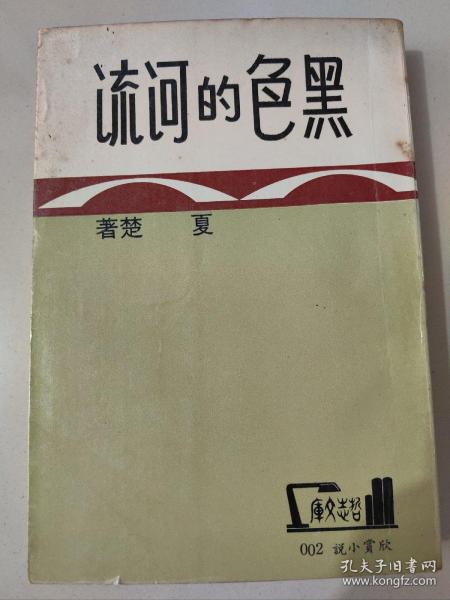 黑色的河流
夏楚著
哲志文庫
欣賞小説 002
孔夫子旧书网
www.kongfz.com